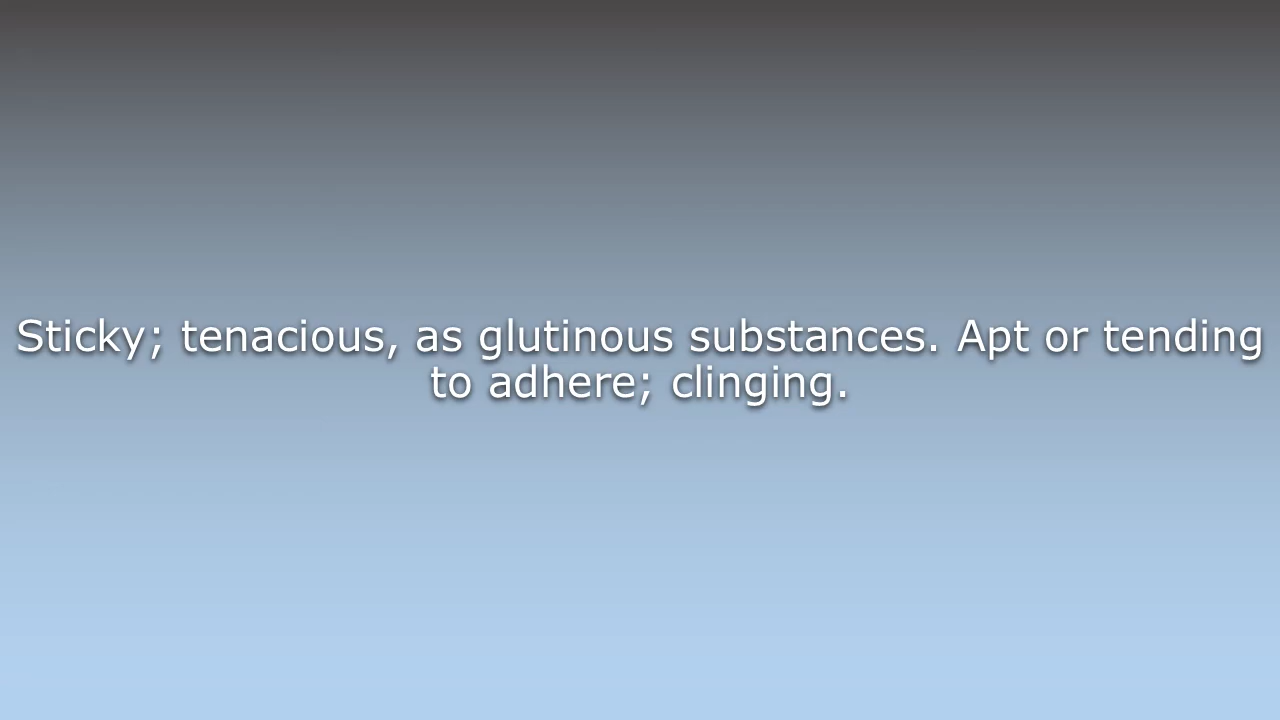 Sticky; tenacious, as glutinous substances. Apt or tending
to adhere; clinging.